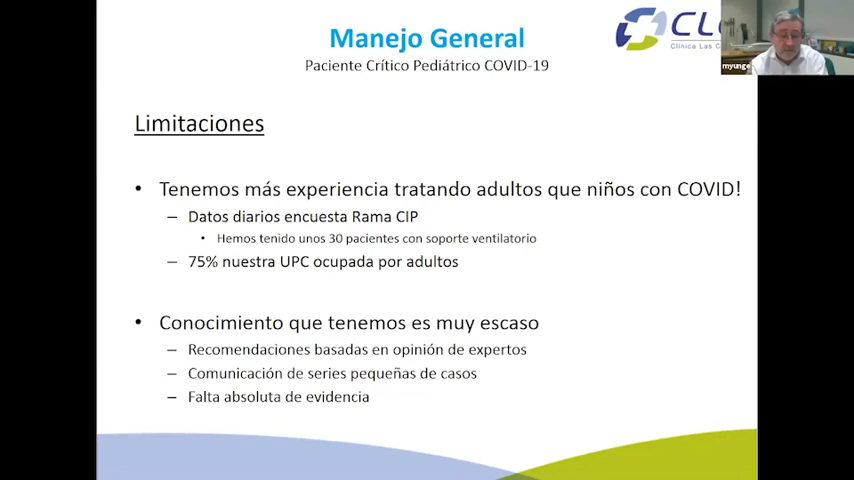 Manejo General
Paciente Crítico Pediátrico COVID-19
Clínica Las
myunge
Limitaciones
• Tenemos más experiencia tratando adultos que niños con COVID!
– Datos diarios encuesta Rama CIP
• Hemos tenido unos 30 pacientes con soporte ventilatorio
– 75% nuestra UPC ocupada por adultos
• Conocimiento que tenemos es muy escaso
– Recomendaciones basadas en opinión de expertos
– Comunicación de series pequeñas de casos
– Falta absoluta de evidencia